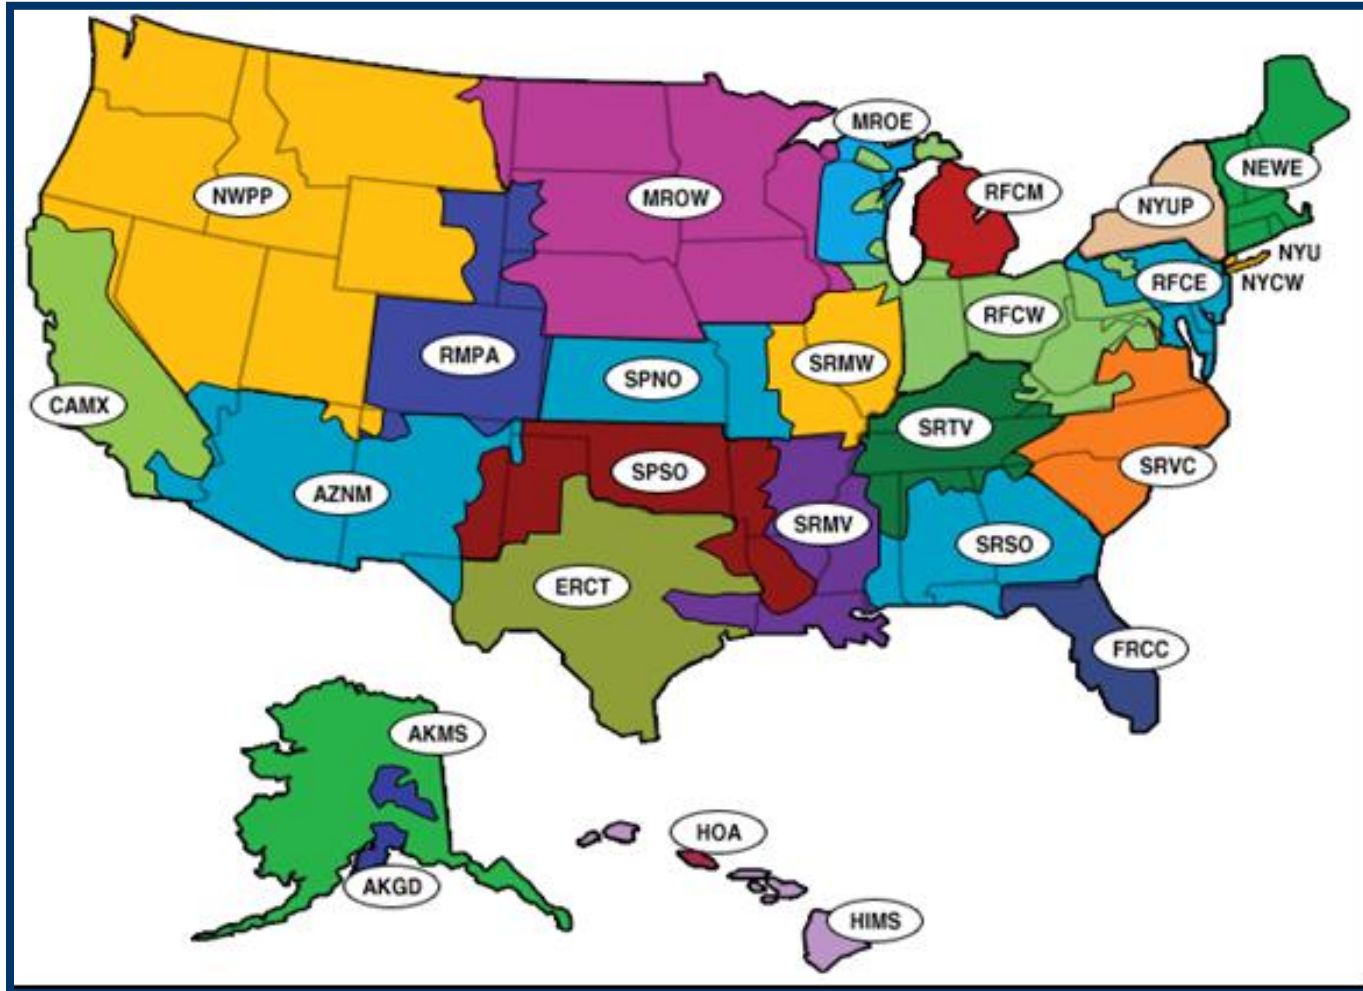 MROE
NEWE
NWPP
MROW
RFCM
NYUP
NYU
RFCE
NYCW
RFCW
RMPA
SRMW
SPNO
CAMX
SRTV
SPSO
SRVC
AZNM
SRMV
SRSO
ERCT
FRCC
AKMS
HOA
AKGD
HIMS